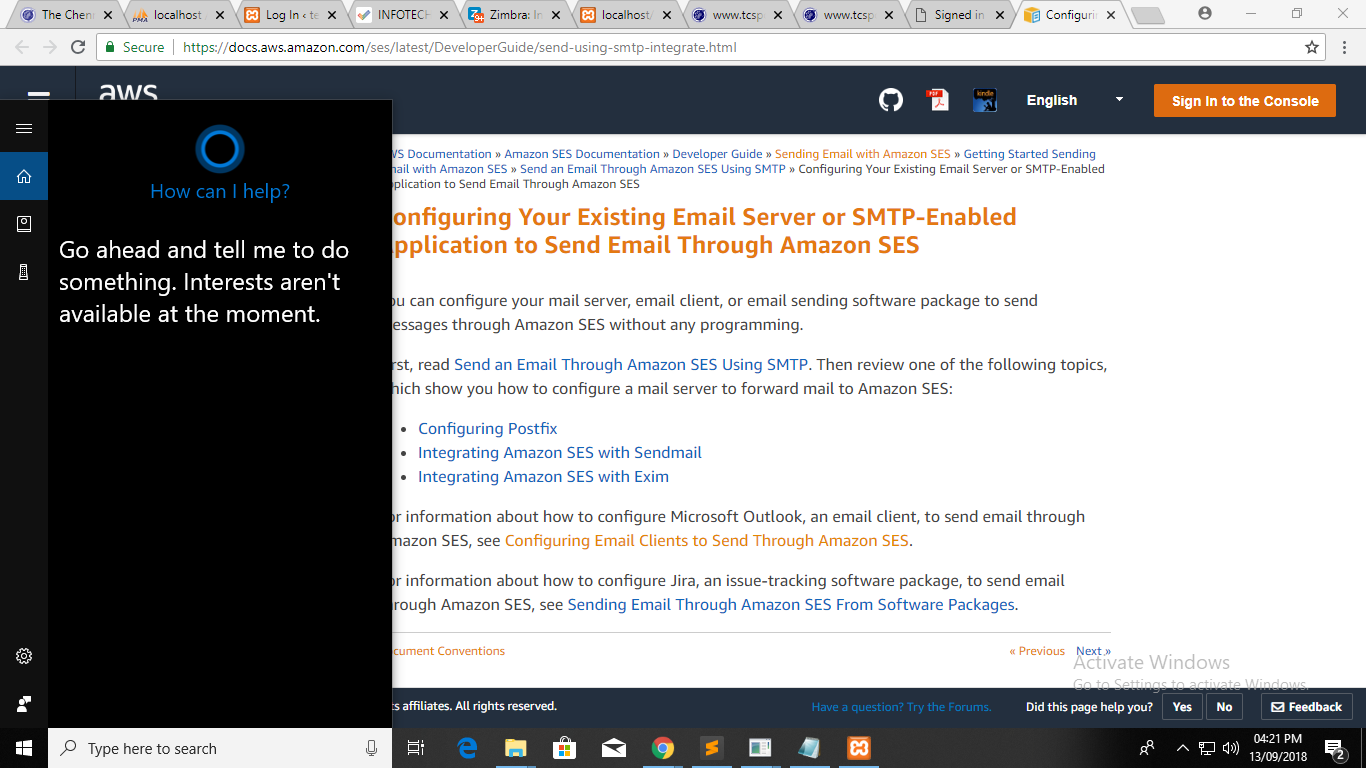 The Chenn
localhost
Log In ‹ te
INFOTECH
Zimbra: In
localhost/
www.tcsp
www.tcsp
Signed in
Configurin
Secure
https://docs.aws.amazon.com/ses/latest/DeveloperGuide/send-using-smtp-integrate.html
aws
English
Sign In to the Console
How can I help?
Go ahead and tell me to do
something. Interests aren't
available at the moment.
WS Documentation » Amazon SES Documentation » Developer Guide » Sending Email with Amazon SES » Getting Started Sending
mail with Amazon SES » Send an Email Through Amazon SES Using SMTP » Configuring Your Existing Email Server or SMTP-Enabled
pplication to Send Email Through Amazon SES
onfiguring Your Existing Email Server or SMTP-Enabled
pplication to Send Email Through Amazon SES
ou can configure your mail server, email client, or email sending software package to send
essages through Amazon SES without any programming.
rst, read Send an Email Through Amazon SES Using SMTP. Then review one of the following topics,
hich show you how to configure a mail server to forward mail to Amazon SES:
• Configuring Postfix
• Integrating Amazon SES with Sendmail
• Integrating Amazon SES with Exim
or information about how to configure Microsoft Outlook, an email client, to send email through
mazon SES, see Configuring Email Clients to Send Through Amazon SES.
or information about how to configure Jira, an issue-tracking software package, to send email
rough Amazon SES, see Sending Email Through Amazon SES From Software Packages.
cument Conventions
« Previous Next »
Activate Windows
Go to Settings to activate Windows.
ts affiliates. All rights reserved.
Have a question? Try the Forums.
Did this page help you?
Yes
No
Feedback
Type here to search
04:21 PM
13/09/2018
2